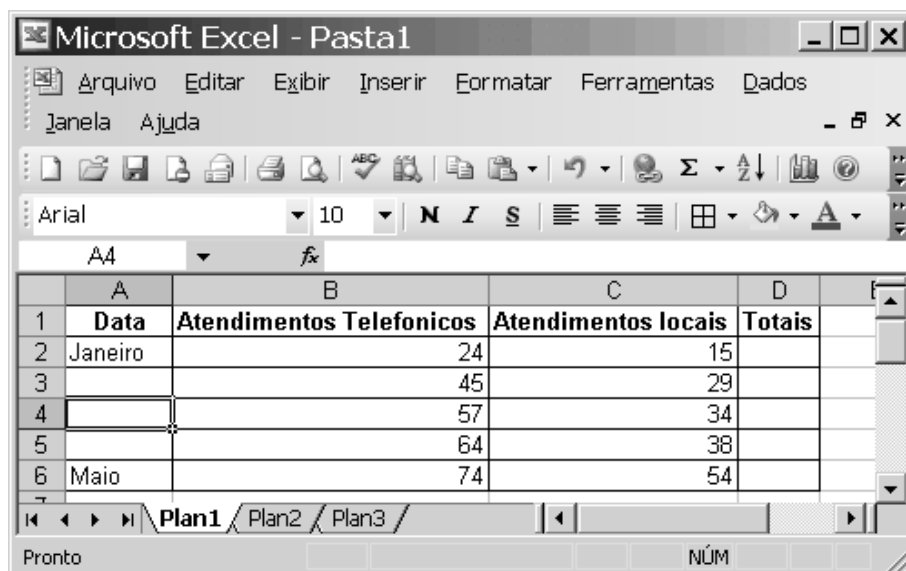 Microsoft Excel - Pasta1
Arquivo Editar Exibir Inserir Formatar Ferramentas Dados
Janela Ajuda
ABC Σ A Z
Arial 10 N I S A
A4 fx
A B C D E
1 Data Atendimentos Telefonicos Atendimentos locais Totais
2 Janeiro 24 15
3 45 29
4 57 34
5 64 38
6 Maio 74 54
7
Plan1 Plan2 Plan3
Pronto NÚM